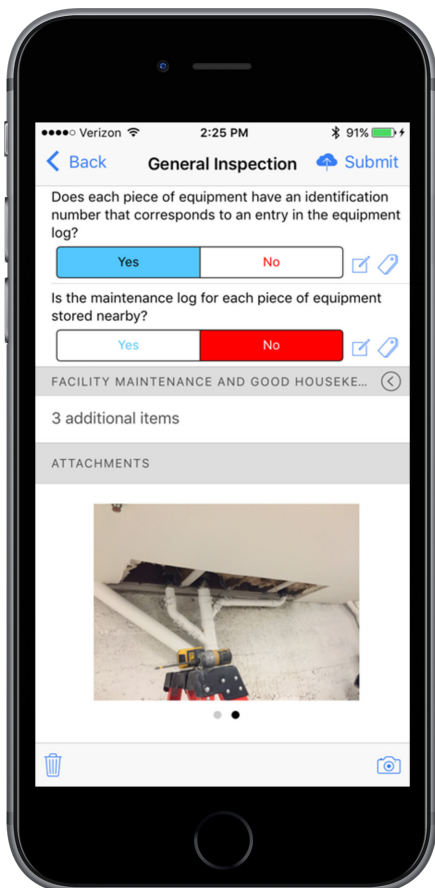 Verizon 2:25 PM 91%
Back General Inspection Submit
Does each piece of equipment have an identification
number that corresponds to an entry in the equipment
log?
Yes No
Is the maintenance log for each piece of equipment
stored nearby?
Yes No
FACILITY MAINTENANCE AND GOOD HOUSEKE...
3 additional items
ATTACHMENTS